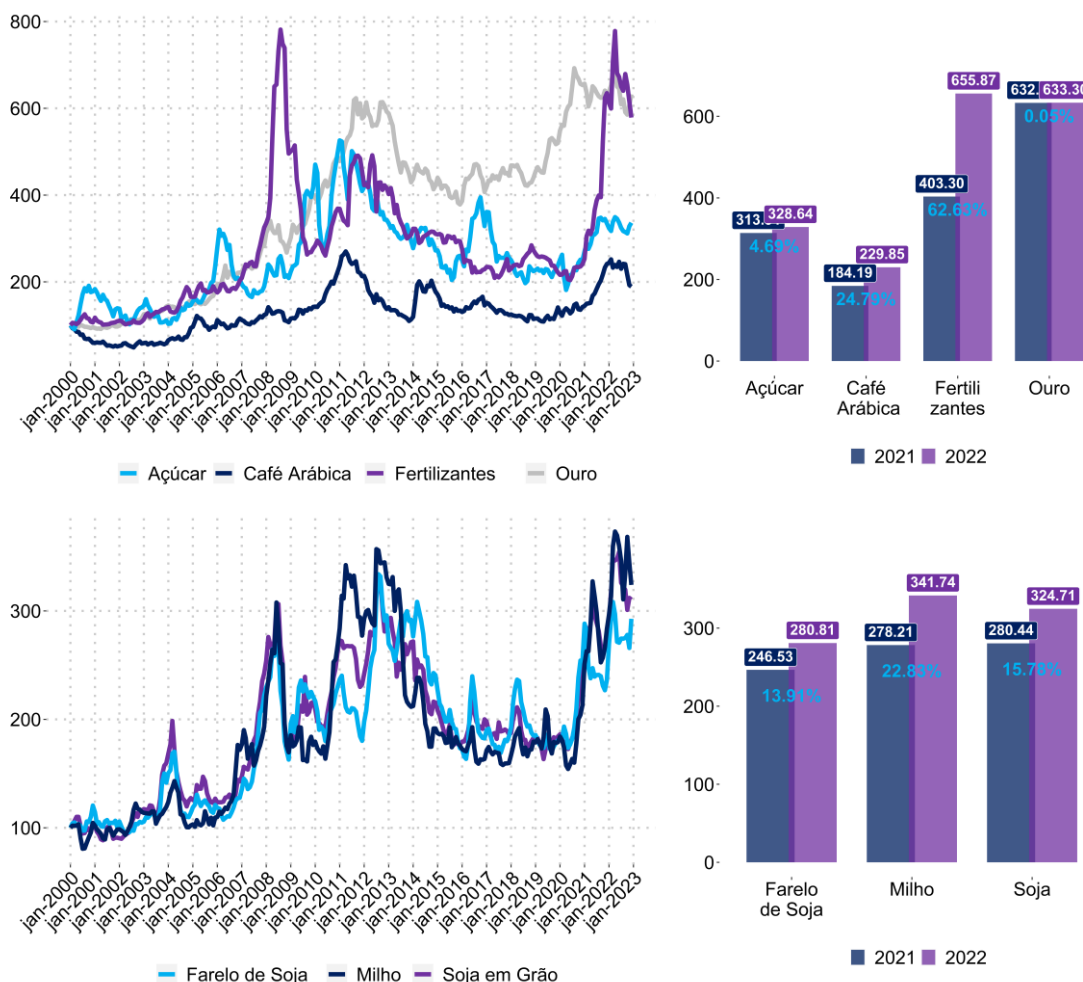 800
600
400
200
jan-2000
jan-2001
jan-2002
jan-2003
jan-2004
jan-2005
jan-2006
jan-2007
jan-2008
jan-2009
jan-2010
jan-2011
jan-2012
jan-2013
jan-2014
jan-2015
jan-2016
jan-2017
jan-2018
jan-2019
jan-2020
jan-2021
jan-2022
jan-2023
Açúcar Café Arábica Fertilizantes Ouro
600
400
200
0
328.64
4.69%
184.19 229.85
24.79%
403.30 655.87
62.63%
633.30
0.05%
Açúcar Café Fertili Ouro
Arábica zantes
2021 2022
300
200
100
jan-2000
jan-2001
jan-2002
jan-2003
jan-2004
jan-2005
jan-2006
jan-2007
jan-2008
jan-2009
jan-2010
jan-2011
jan-2012
jan-2013
jan-2014
jan-2015
jan-2016
jan-2017
jan-2018
jan-2019
jan-2020
jan-2021
jan-2022
jan-2023
Farelo de Soja Milho Soja em Grão
300
200
100
0
246.53 280.81
13.91%
278.21 341.74
22.83%
280.44 324.71
15.78%
Farelo Milho Soja
de Soja
2021 2022